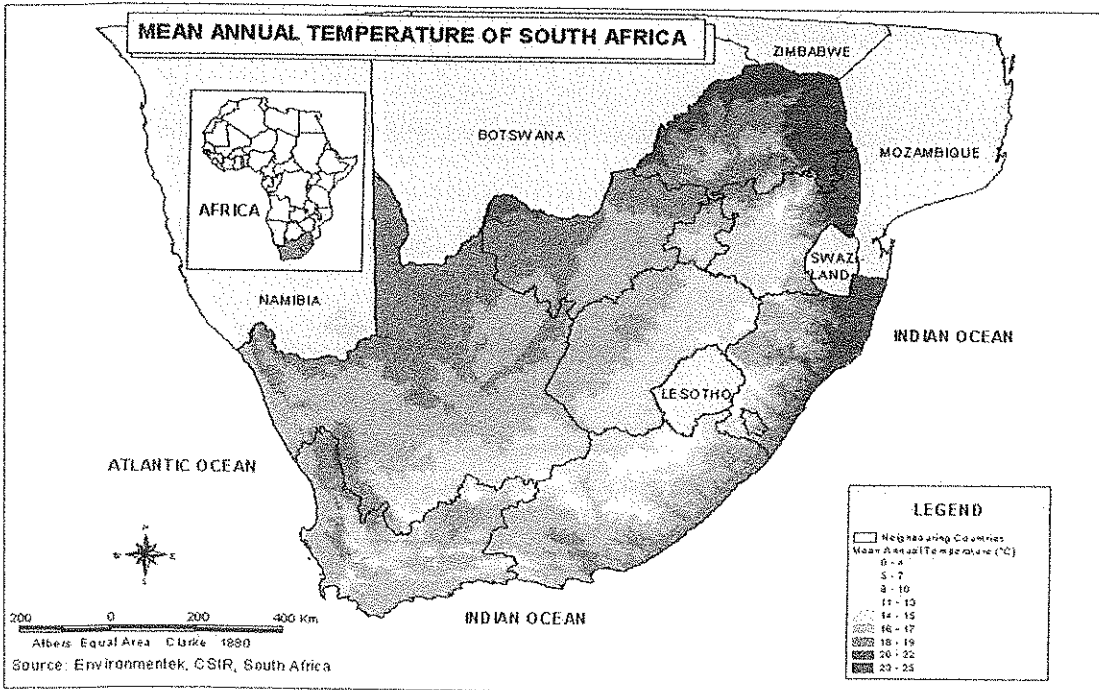 MEAN ANNUAL TEMPERATURE OF SOUTH AFRICA
ZIMBABWE
BOTSWANA
MOZAMBIQUE
AFRICA
SWAZ
LAND
NAMIBIA
INDIAN OCEAN
LESOTHO
ATLANTIC OCEAN
LEGEND
Neighbouring Countries
Mean Annual Temperature (°C)
0 - 4
5 - 7
8 - 10
11 - 13
14 - 15
16 - 17
18 - 19
20 - 22
23 - 25
N
E
S
INDIAN OCEAN
200 0 200 400 Km
Albers Equal Area Clarke 1880
Source: Environmentek, CSIR, South Africa